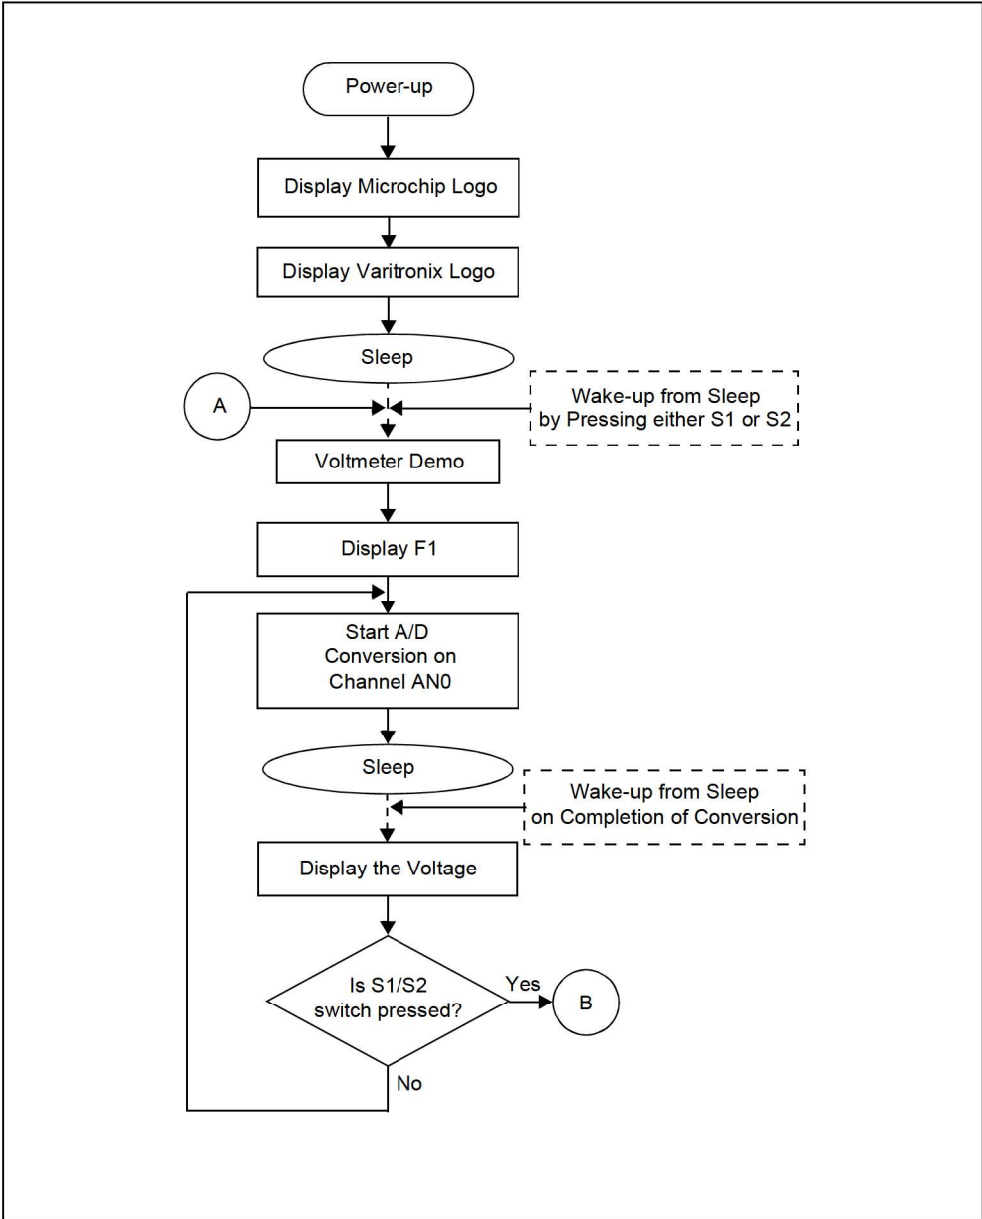 Power-up
Display Microchip Logo
Display Varitronix Logo
Sleep
A
Wake-up from Sleep
by Pressing either S1 or S2
Voltmeter Demo
Display F1
Start A/D
Conversion on
Channel AN0
Sleep
Wake-up from Sleep
on Completion of Conversion
Display the Voltage
Is S1/S2
switch pressed?
Yes
B
No